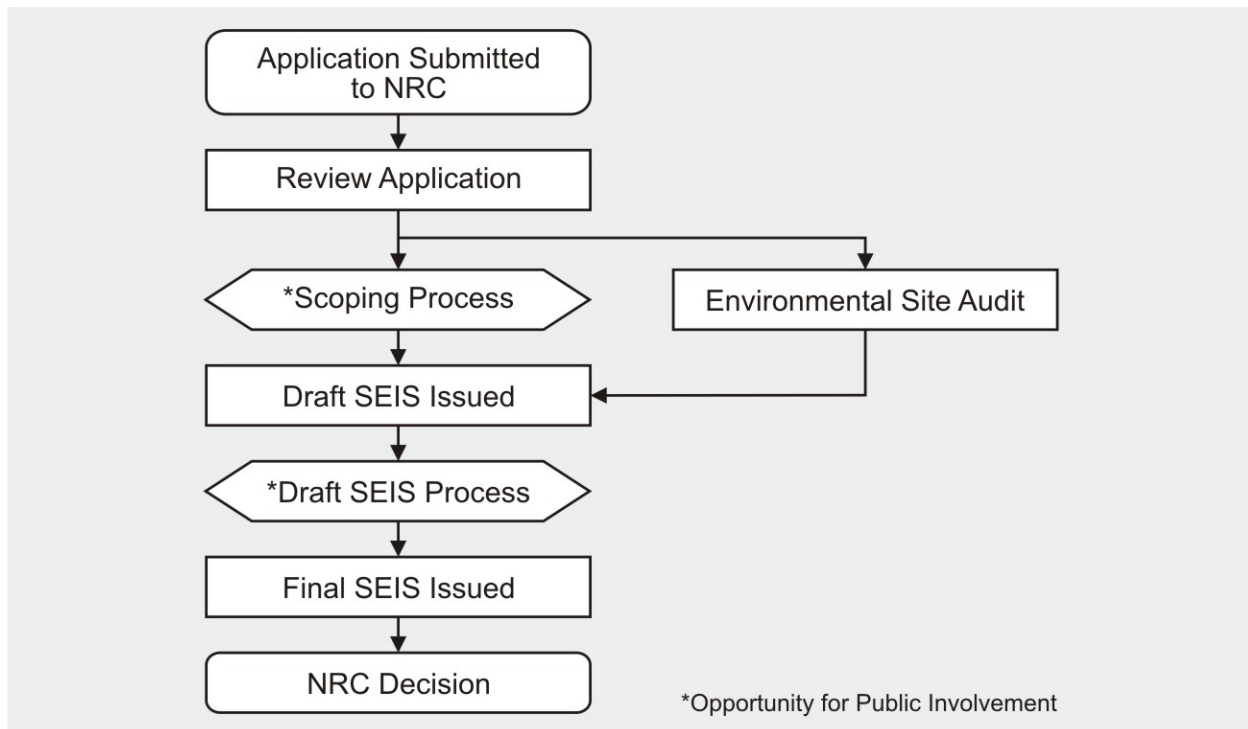 Application Submitted
to NRC
Review Application
*Scoping Process
Environmental Site Audit
Draft SEIS Issued
*Draft SEIS Process
Final SEIS Issued
NRC Decision
*Opportunity for Public Involvement